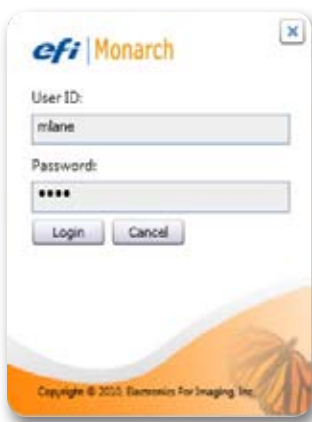 efi | Monarch
User ID:
mlane
Password:
••••
Login Cancel
Copyright © 2010, Electronics For Imaging, Inc.